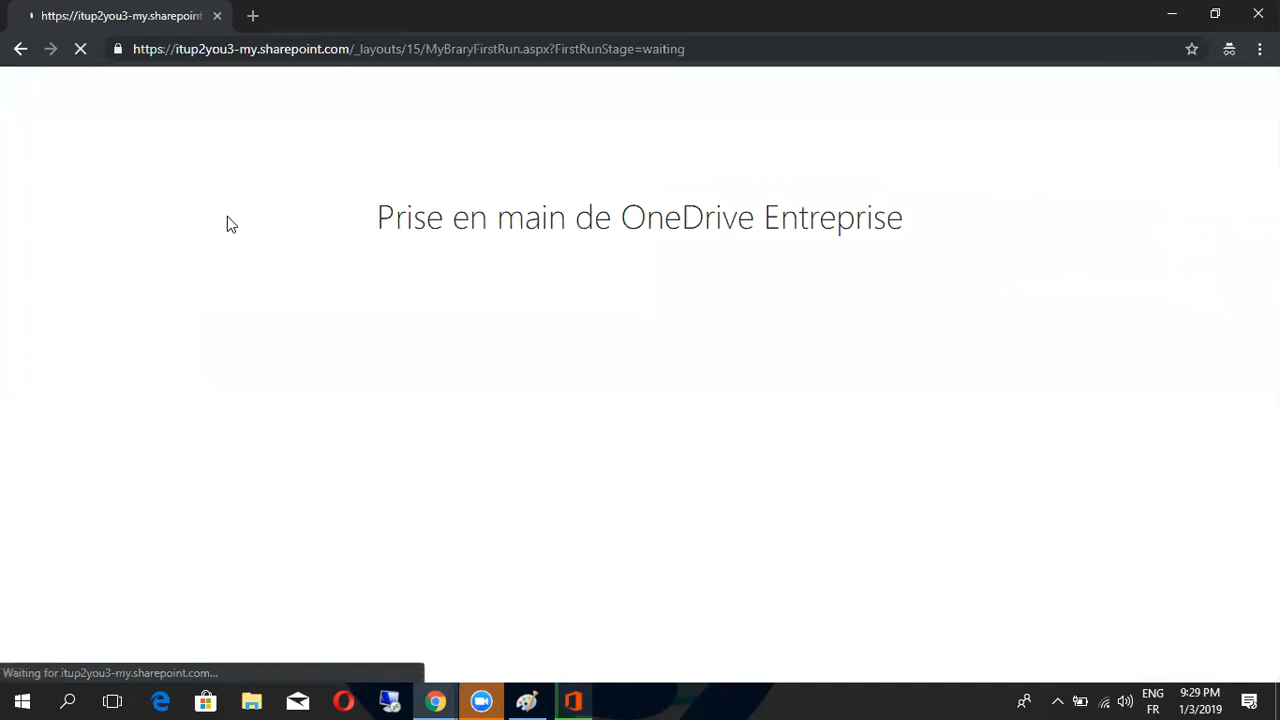 https://itup2you3-my.sharepoint
https://itup2you3-my.sharepoint.com/_layouts/15/MyBraryFirstRun.aspx?FirstRunStage=waiting
Prise en main de OneDrive Entreprise
Waiting for itup2you3-my.sharepoint.com...
ENG
FR
9:29 PM
1/3/2019